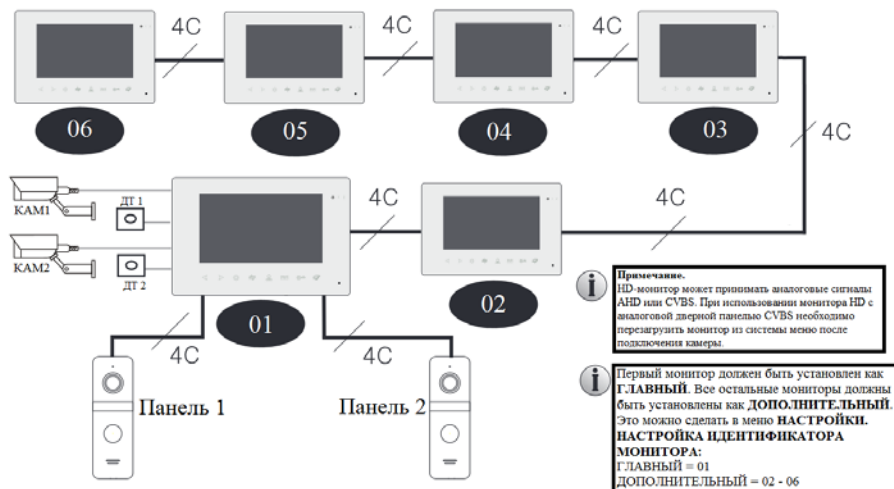 4C 4C 4C
06 05 04 03
4C
КАМ1 ДТ 1
КАМ2 ДТ 2
4C 4C
01 02
4C 4C
Панель 1 Панель 2
Примечание.
HD-монитор может принимать аналоговые сигналы
AHD или CVBS. При использовании монитора HD с
аналоговой дверной панелью CVBS необходимо
перезагрузить монитор из системы меню после
подключения камеры.
Первый монитор должен быть установлен как
ГЛАВНЫЙ. Все остальные мониторы должны
быть установлены как ДОПОЛНИТЕЛЬНЫЙ.
Это можно сделать в меню НАСТРОЙКИ.
НАСТРОЙКА ИДЕНТИФИКАТОРА
МОНИТОРА:
ГЛАВНЫЙ = 01
ДОПОЛНИТЕЛЬНЫЙ = 02 - 06